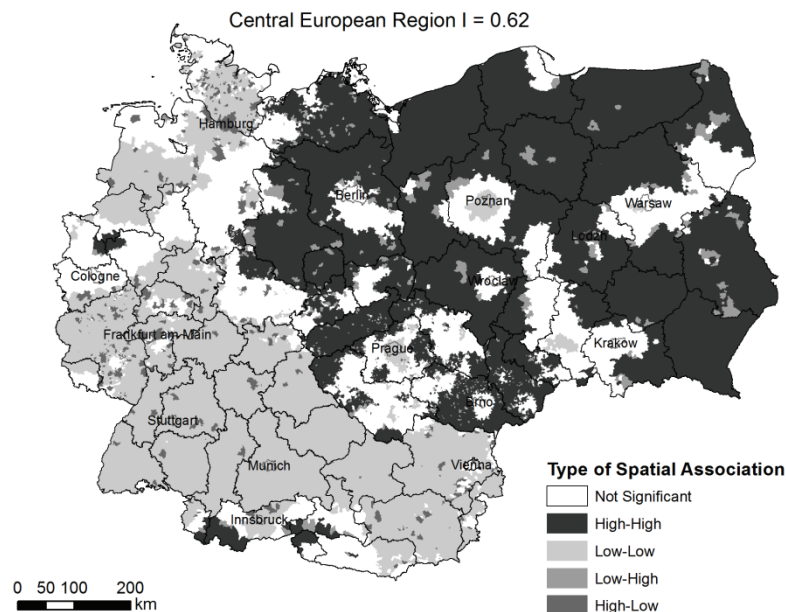 Central European Region I = 0.62
Hamburg
Berlin
Poznan
Warsaw
Lodzn
Cologne
Wroclaw
Frankfurt am Main
Prague
Krakow
Brno
Stuttgart
Munich
Vienna
Innsbruck
Type of Spatial Association
Not Significant
High-High
Low-Low
Low-High
High-Low
0 50 100 200
km